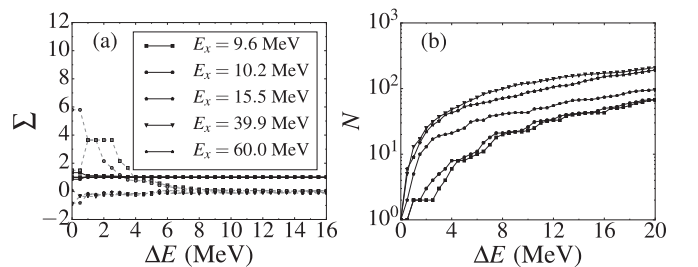 12
10
8
6
4
2
0
−2
Σ
(a)
E_x = 9.6 MeV
E_x = 10.2 MeV
E_x = 15.5 MeV
E_x = 39.9 MeV
E_x = 60.0 MeV
0 2 4 6 8 10 12 14 16
ΔE (MeV)
10^3
10^2
10^1
10^0
N
(b)
0 4 8 12 16 20
ΔE (MeV)